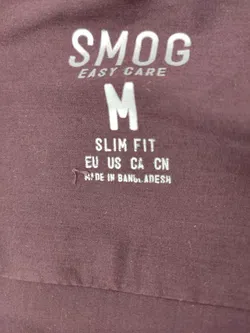 SMOG
EASY CARE
M
SLIM FIT
EU US CA CN
MADE IN BANGLADESH